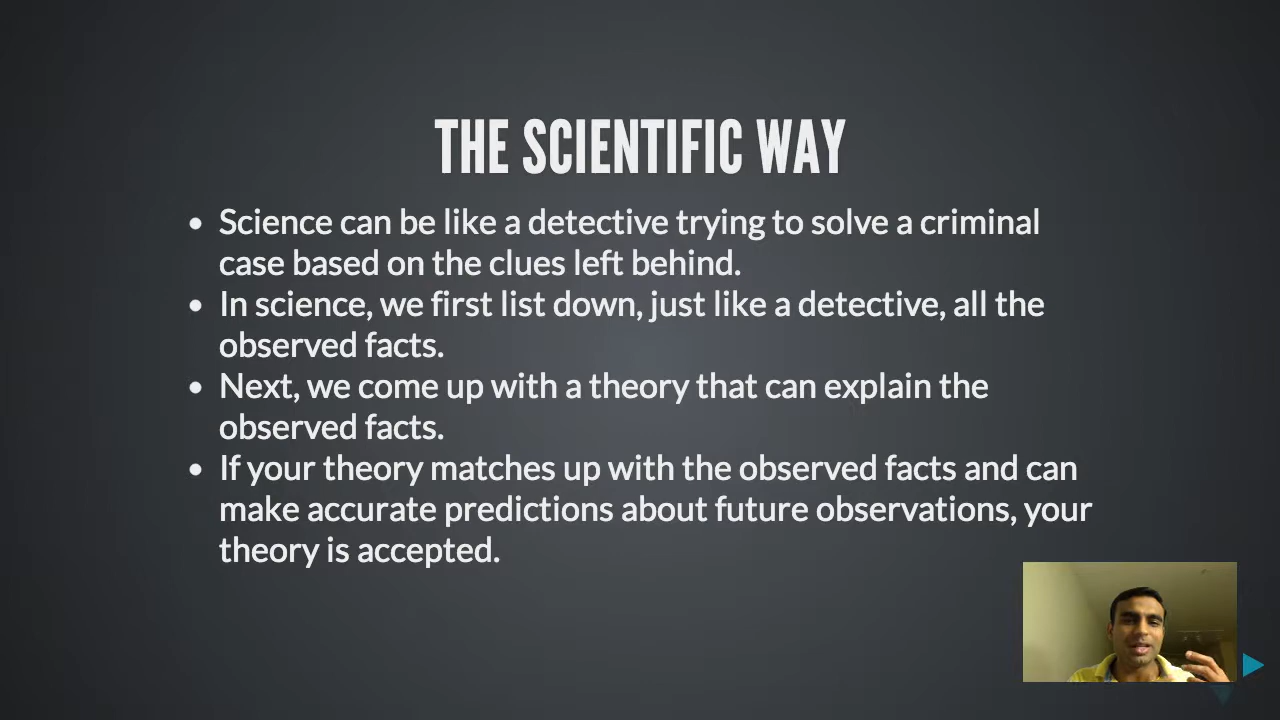 THE SCIENTIFIC WAY
Science can be like a detective trying to solve a criminal
case based on the clues left behind.
In science, we first list down, just like a detective, all the
observed facts.
Next, we come up with a theory that can explain the
observed facts.
If your theory matches up with the observed facts and can
make accurate predictions about future observations, your
theory is accepted.